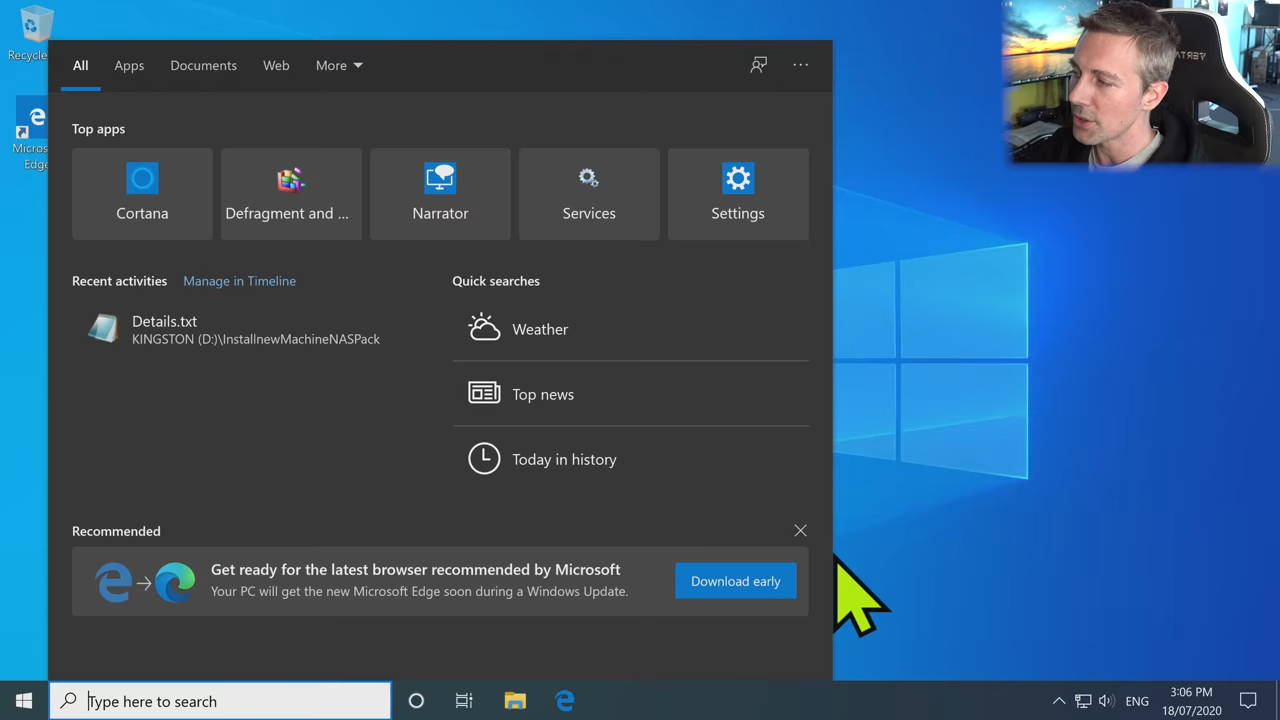 Recycle
Micros
Edge
All Apps Documents Web More
Top apps
Cortana
Defragment and ...
Narrator
Services
Settings
Recent activities Manage in Timeline
Details.txt
KINGSTON (D:)\InstallnewMachineNASPack
Quick searches
Weather
Top news
Today in history
Recommended
Get ready for the latest browser recommended by Microsoft
Your PC will get the new Microsoft Edge soon during a Windows Update.
Download early
Type here to search
ENG
3:06 PM
18/07/2020